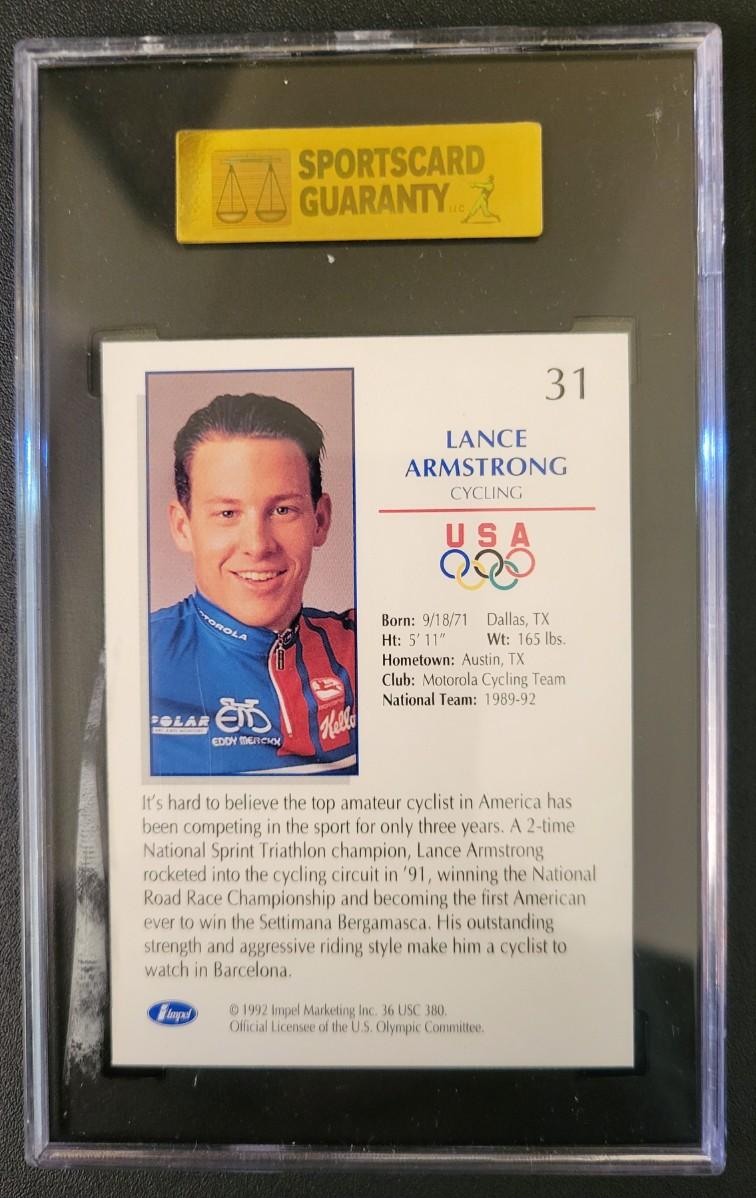 SPORTSCARD
GUARANTY LLC
31
LANCE
ARMSTRONG
CYCLING
USA
Born: 9/18/71 Dallas, TX
Ht: 5' 11" Wt: 165 lbs.
Hometown: Austin, TX
Club: Motorola Cycling Team
National Team: 1989-92
MOTOROLA
POLAR
EDDY MERCKX
Kello
It's hard to believe the top amateur cyclist in America has
been competing in the sport for only three years. A 2-time
National Sprint Triathlon champion, Lance Armstrong
rocketed into the cycling circuit in '91, winning the National
Road Race Championship and becoming the first American
ever to win the Settimana Bergamasca. His outstanding
strength and aggressive riding style make him a cyclist to
watch in Barcelona.
Impel
© 1992 Impel Marketing Inc. 36 USC 380.
Official Licensee of the U.S. Olympic Committee.